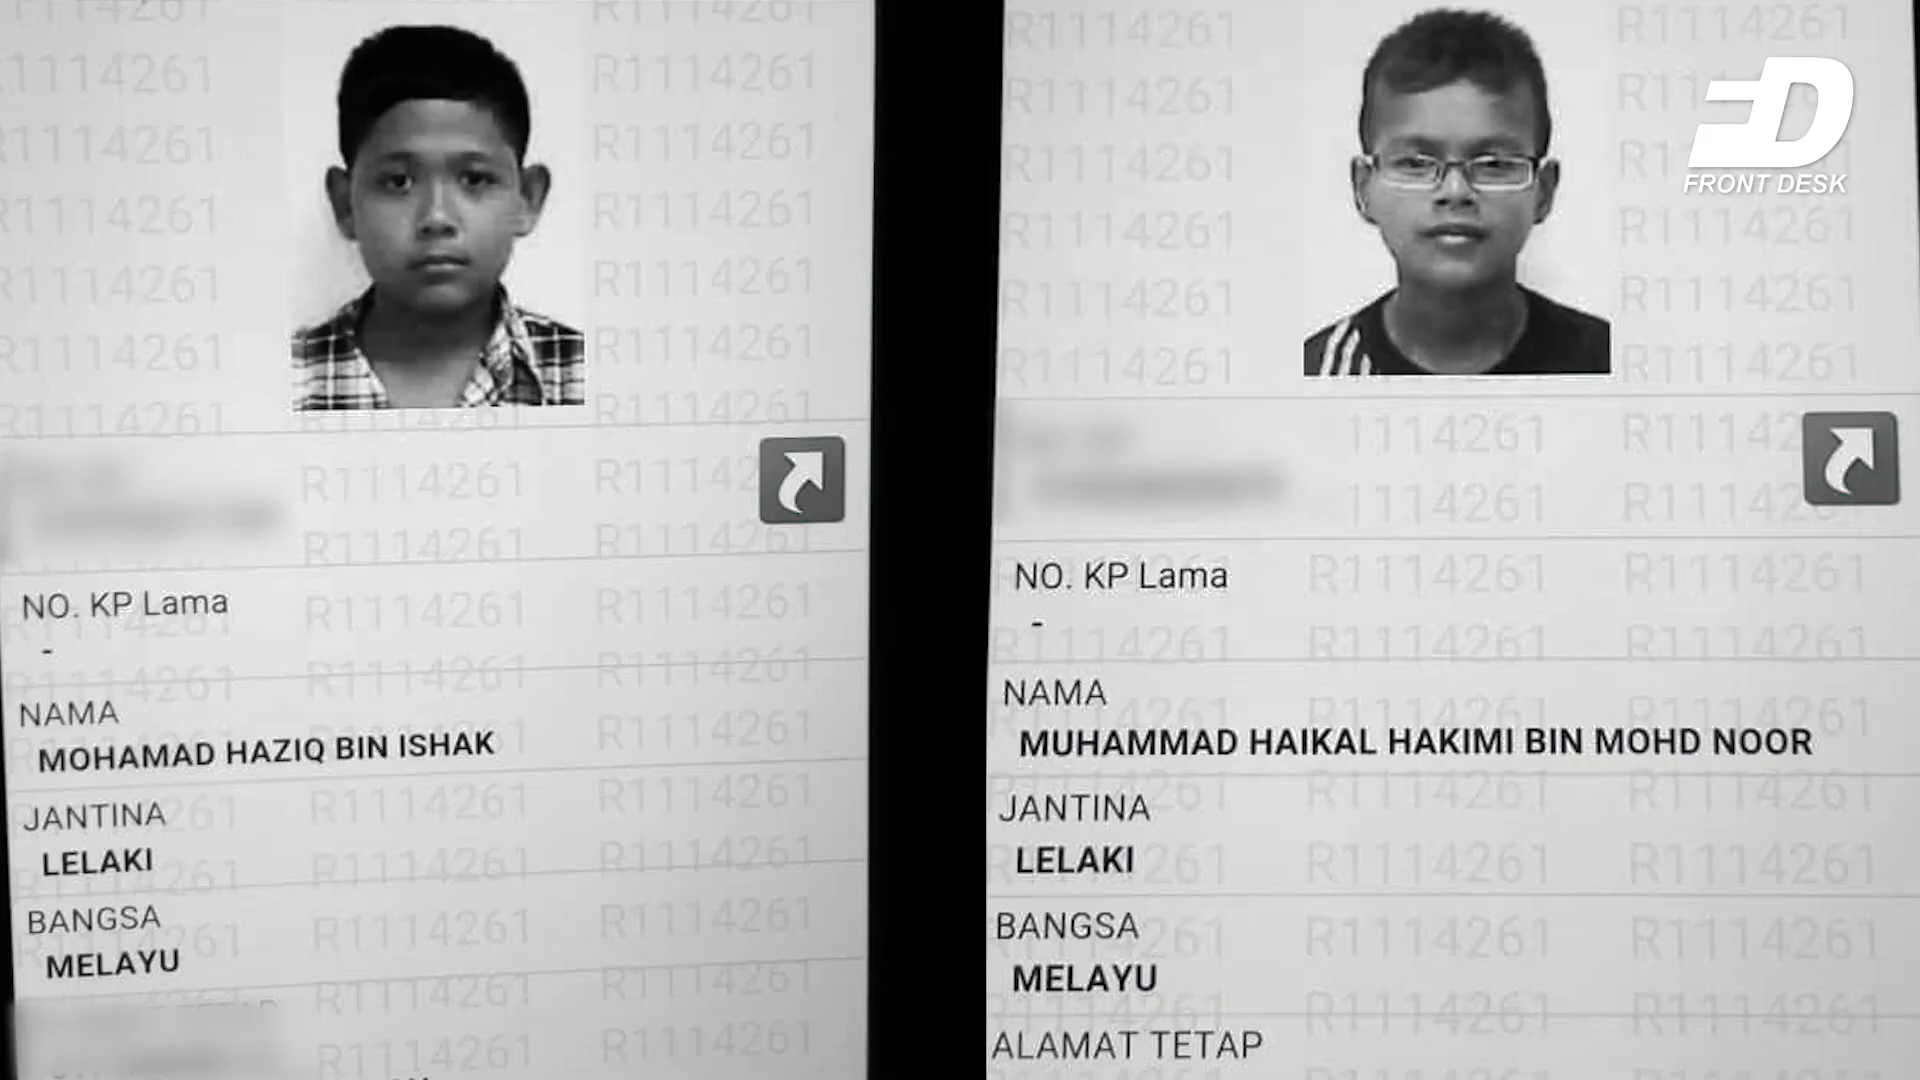 FRONT DESK
NO. KP Lama
-
NAMA
MOHAMAD HAZIQ BIN ISHAK
JANTINA
LELAKI
BANGSA
MELAYU
NO. KP Lama
-
NAMA
MUHAMMAD HAIKAL HAKIMI BIN MOHD NOOR
JANTINA
LELAKI
BANGSA
MELAYU
ALAMAT TETAP
R1114261